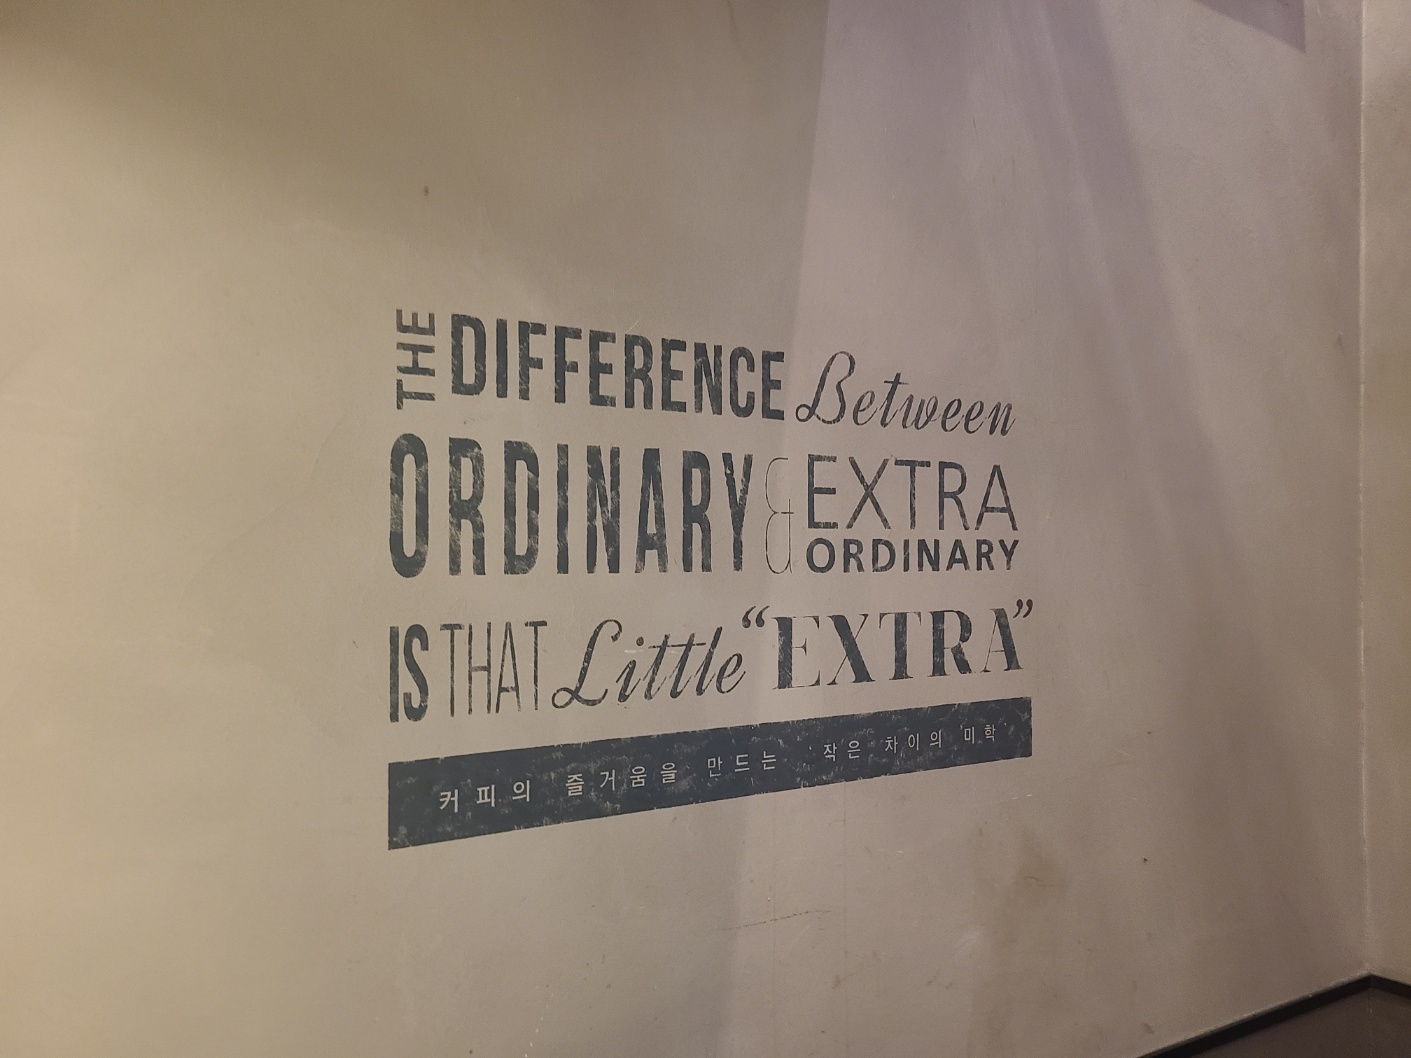 THE DIFFERENCE Between
ORDINARY & EXTRA
ORDINARY
IS THAT Little “EXTRA”
커피의 즐거움을 만드는 '작은 차이의 미학'